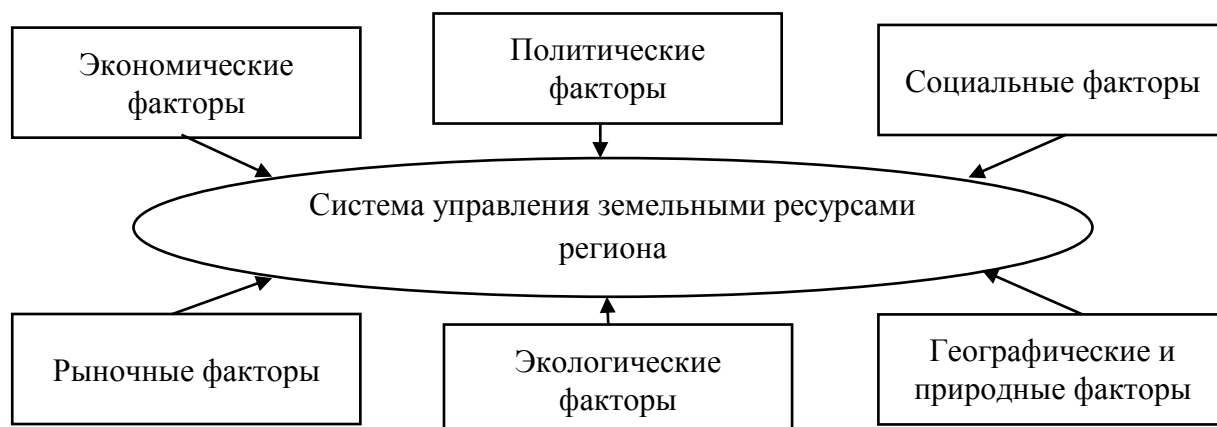 Экономические
факторы
Политические
факторы
Социальные факторы
Система управления земельными ресурсами
региона
Рыночные факторы
Экологические
факторы
Географические и
природные факторы